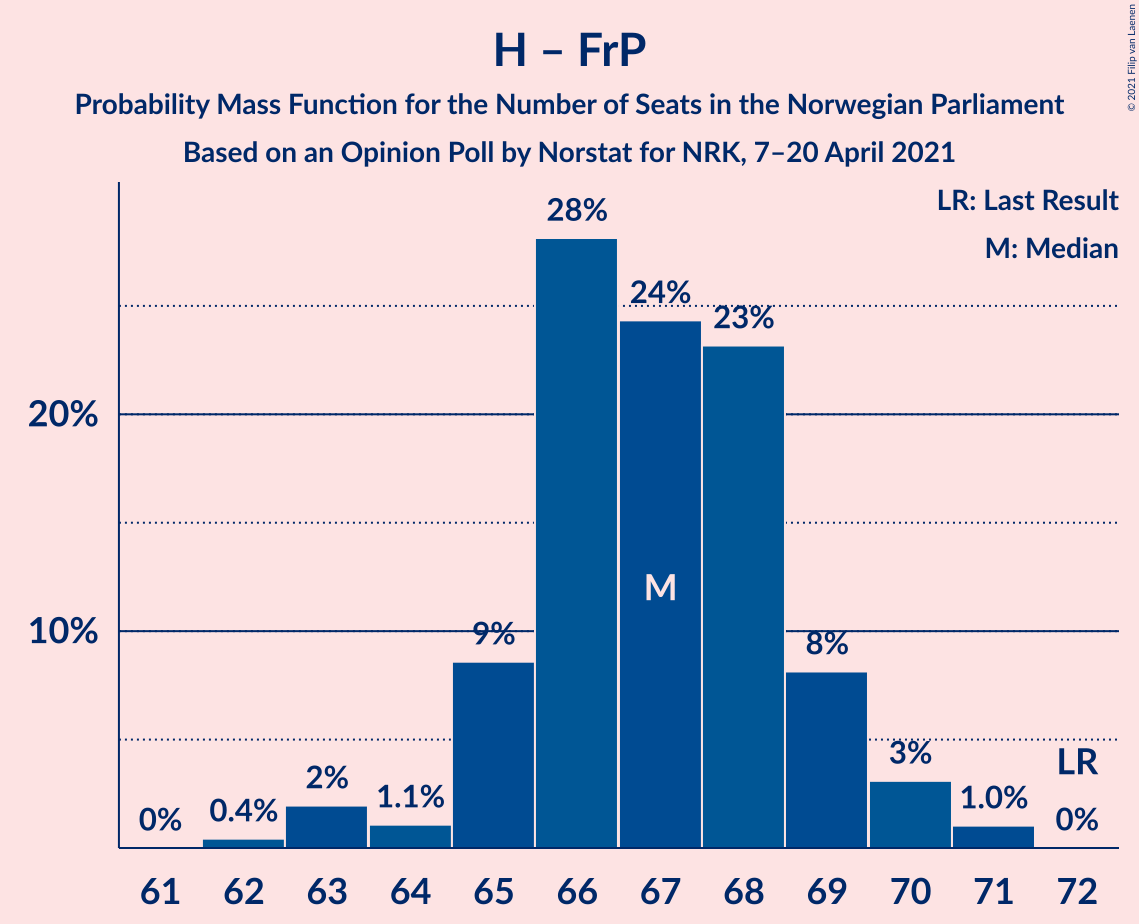 H – FrP
Probability Mass Function for the Number of Seats in the Norwegian Parliament
Based on an Opinion Poll by Norstat for NRK, 7–20 April 2021
© 2021 Filip van Laenen
LR: Last Result
M: Median
28%
24%
23%
20%
M
10%
9%
8%
3%
LR
2%
1.1%
1.0%
0.4%
0%
0%
61 62 63 64 65 66 67 68 69 70 71 72